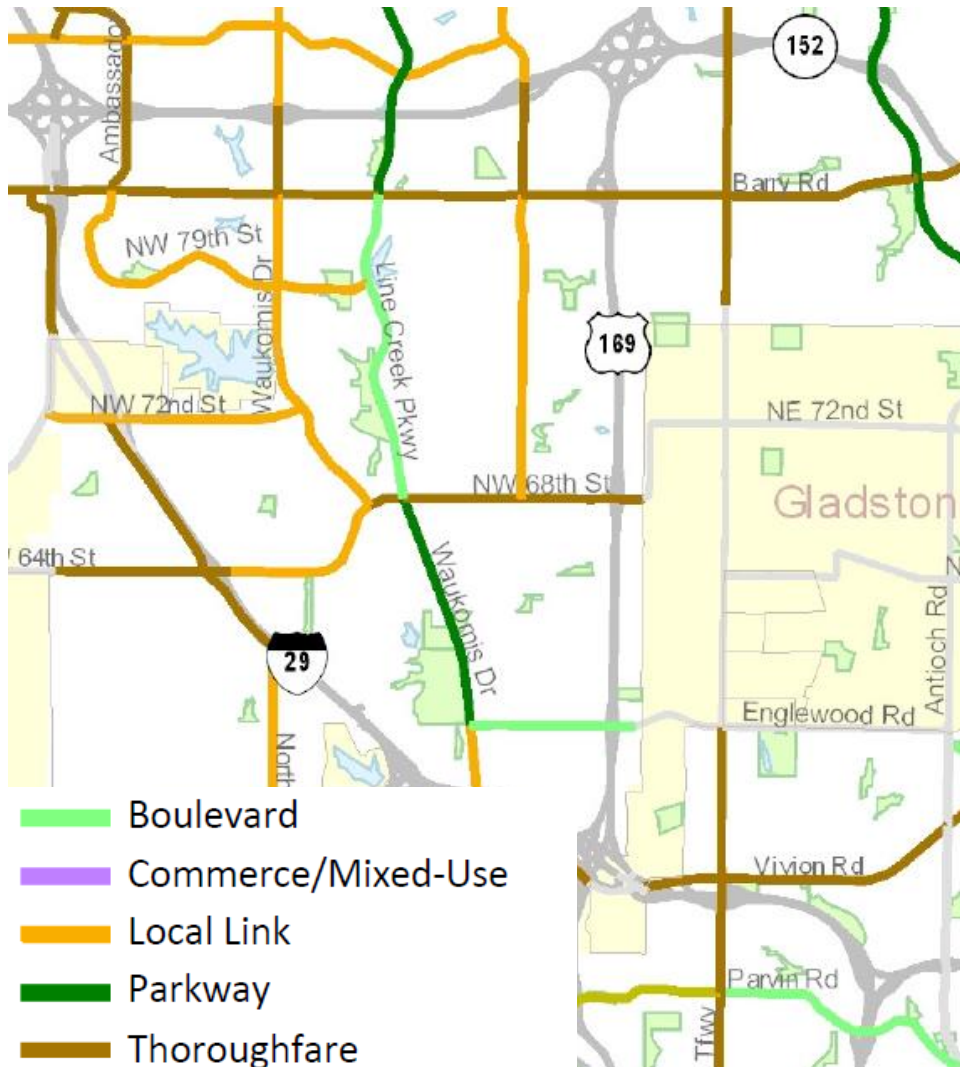 152
Ambassado
Barry Rd
NW 79th St
Waukomis Dr
Line Creek Pkwy
169
NW 72nd St
NE 72nd St
NW 68th St
Gladston
64th St
Waukomis Dr
29
N
Antioch Rd
Englewood Rd
North
Boulevard
Commerce/Mixed-Use
Local Link
Parkway
Thoroughfare
Vivion Rd
Parvin Rd
Tfwy